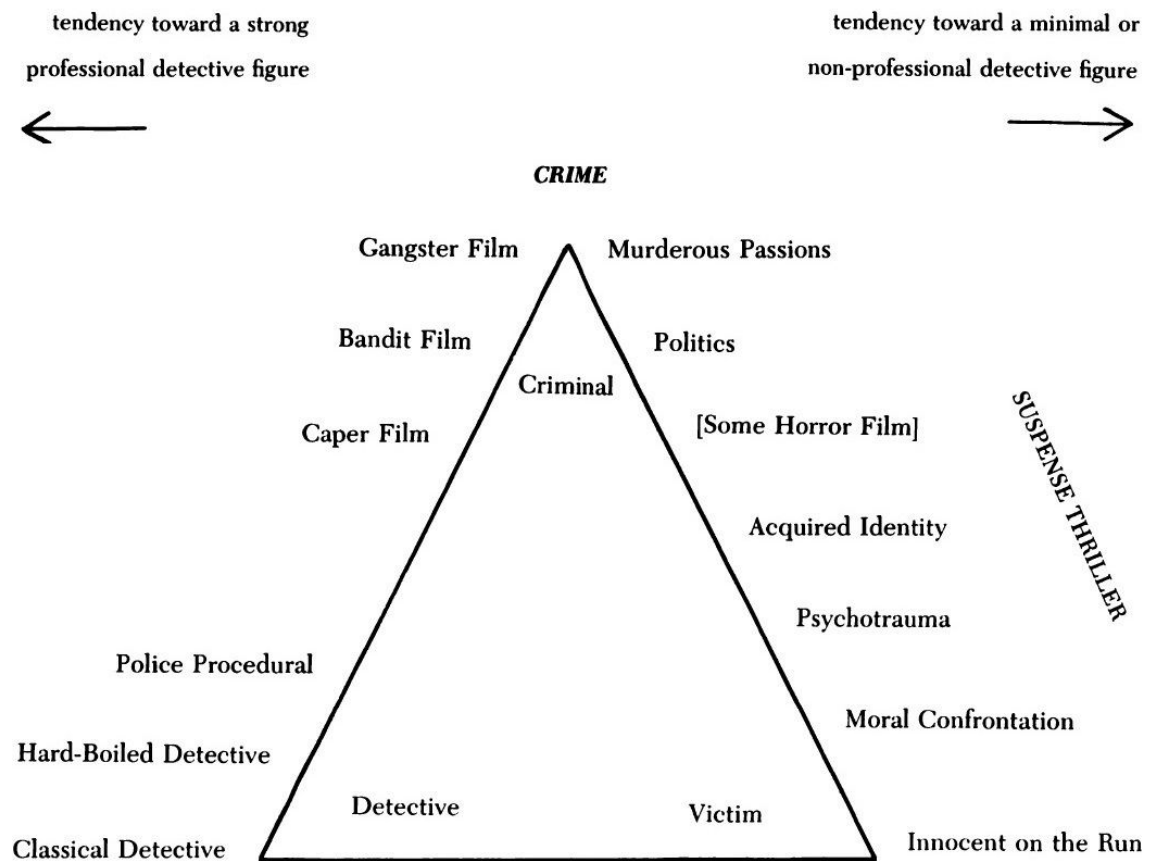 tendency toward a strong
professional detective figure
tendency toward a minimal or
non-professional detective figure
CRIME
Gangster Film
Murderous Passions
Bandit Film
Politics
Criminal
Caper Film
[Some Horror Film]
SUSPENSE THRILLER
Acquired Identity
Psychotrauma
Police Procedural
Moral Confrontation
Hard-Boiled Detective
Detective
Victim
Classical Detective
Innocent on the Run